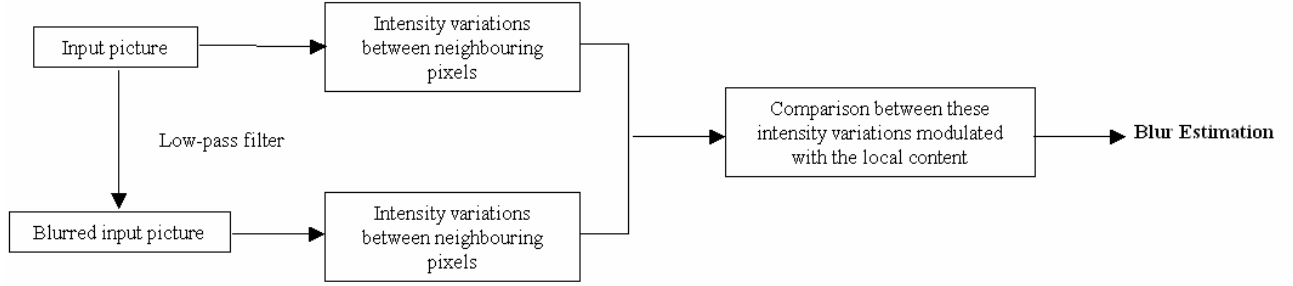 Input picture
Intensity variations
between neighbouring
pixels
Low-pass filter
Comparison between these
intensity variations modulated
with the local content
Blur Estimation
Blurred input picture
Intensity variations
between neighbouring
pixels